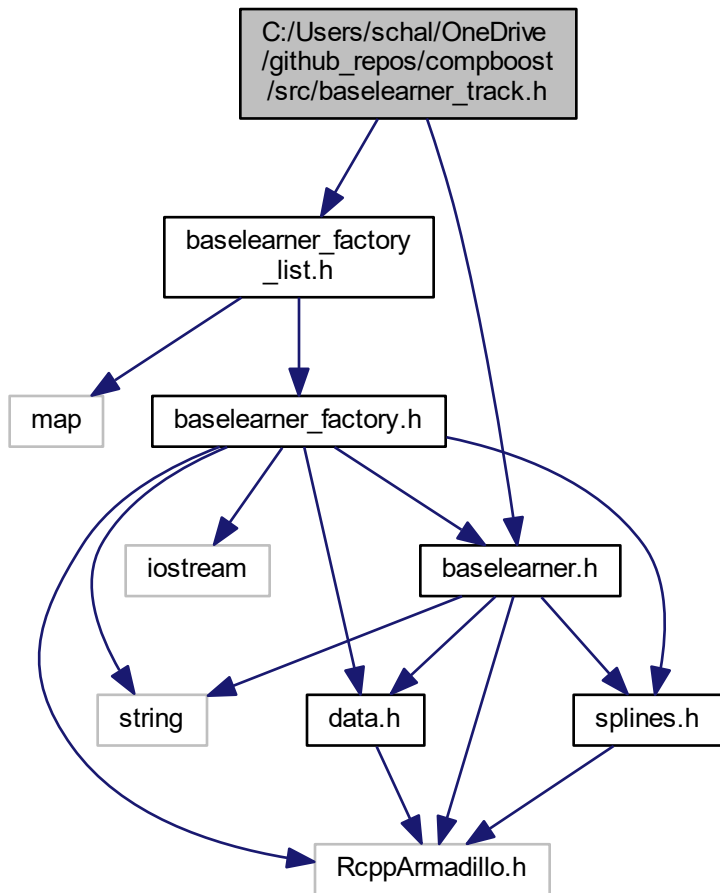 C:/Users/schal/OneDrive
/github_repos/compboost
/src/baselearner_track.h
baselearner_factory
_list.h
map
baselearner_factory.h
iostream
baselearner.h
string
data.h
splines.h
RcppArmadillo.h